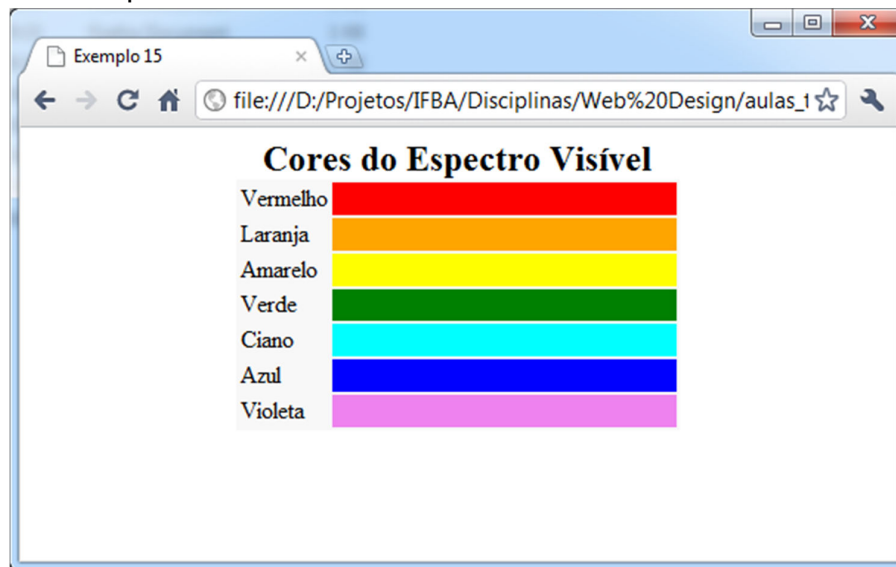 Exemplo 15
file:///D:/Projetos/IFBA/Disciplinas/Web%20Design/aulas_t
Cores do Espectro Visível
Vermelho
Laranja
Amarelo
Verde
Ciano
Azul
Violeta